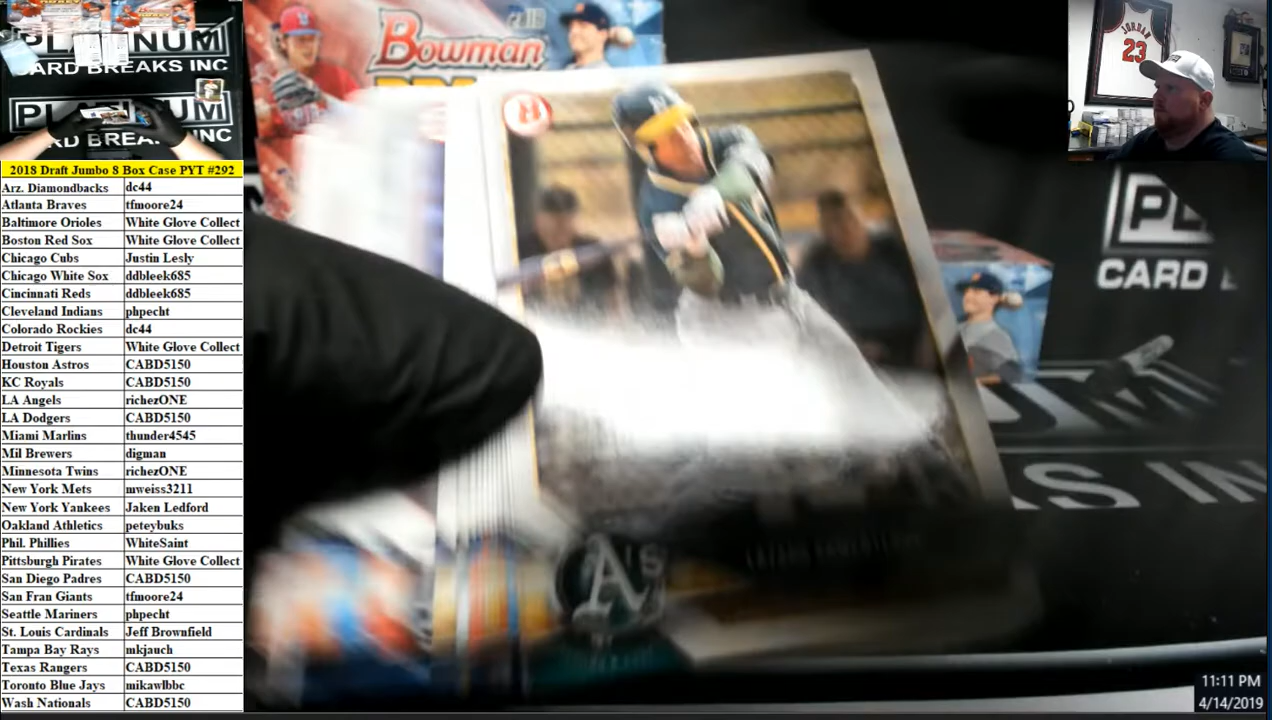 PLATINUM
CARD BREAKS INC
PLATINUM
CARD BREA INC
Bowman
2018
JORDAN
23
PL
CARD
AS IN
A's
2018 Draft Jumbo 8 Box Case PYT #292
Arz. Diamondbacks dc44
Atlanta Braves tfmoore24
Baltimore Orioles White Glove Collect
Boston Red Sox White Glove Collect
Chicago Cubs Justin Lesly
Chicago White Sox ddbleek685
Cincinnati Reds ddbleek685
Cleveland Indians phpecht
Colorado Rockies dc44
Detroit Tigers White Glove Collect
Houston Astros CABD5150
KC Royals CABD5150
LA Angels richezONE
LA Dodgers CABD5150
Miami Marlins thunder4545
Mil Brewers digman
Minnesota Twins richezONE
New York Mets mweiss3211
New York Yankees Jaken Ledford
Oakland Athletics peteybuks
Phil. Phillies WhiteSaint
Pittsburgh Pirates White Glove Collect
San Diego Padres CABD5150
San Fran Giants tfmoore24
Seattle Mariners phpecht
St. Louis Cardinals Jeff Brownfield
Tampa Bay Rays mkjauch
Texas Rangers CABD5150
Toronto Blue Jays mikawlbbc
Wash Nationals CABD5150
11:11 PM
4/14/2019